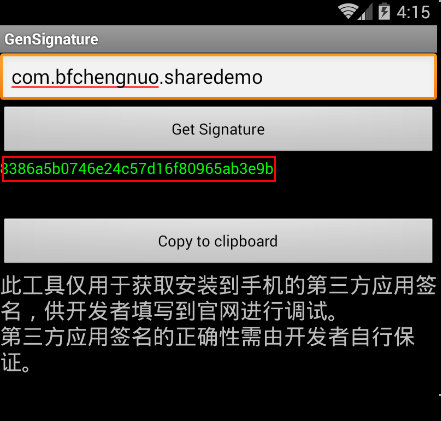 4:15
GenSignature
com.bfchengnuo.sharedemo
Get Signature
8386a5b0746e24c57d16f80965ab3e9b
Copy to clipboard
此工具仅用于获取安装到手机的第三方应用签
名，供开发者填写到官网进行调试。
第三方应用签名的正确性需由开发者自行保
证。